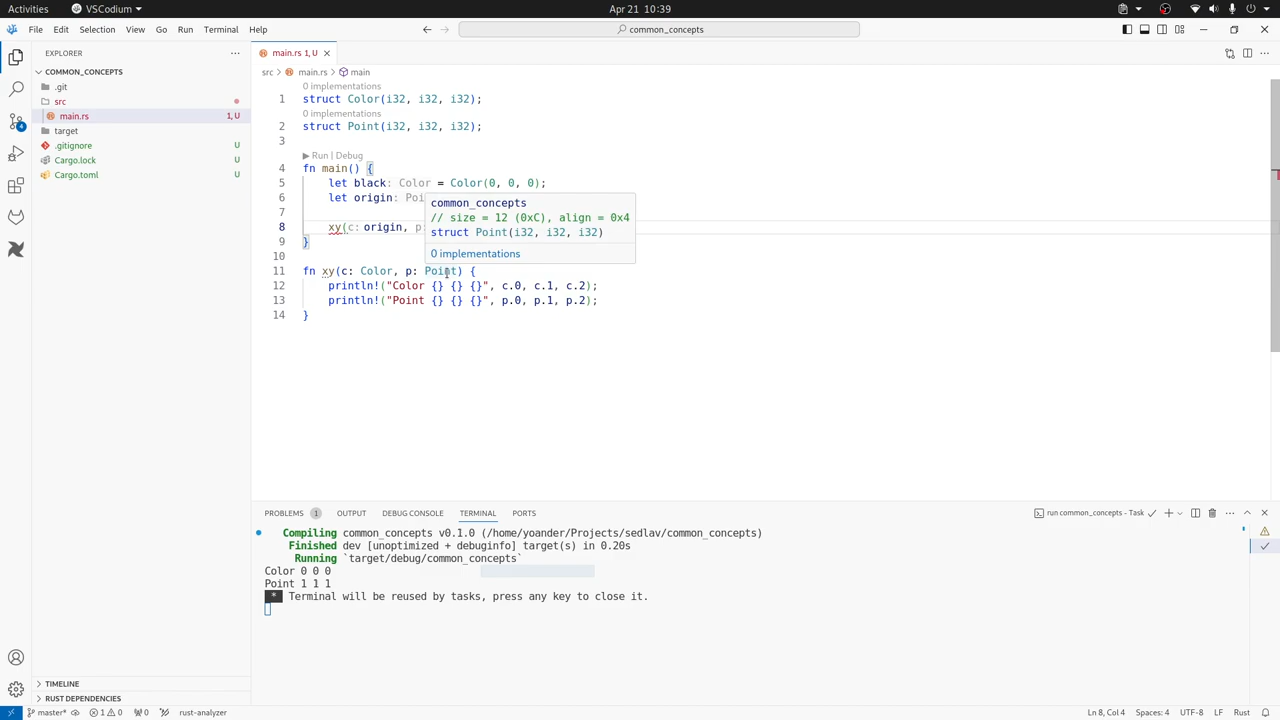 Activities VSCodium Apr 21 10:39
File Edit Selection View Go Run Terminal Help common_concepts
EXPLORER
COMMON_CONCEPTS
.git
src
main.rs 1, U
target
.gitignore U
Cargo.lock U
Cargo.toml U
TIMELINE
RUST DEPENDENCIES
4
main.rs 1, U
src > main.rs > main
0 implementations
1 struct Color(i32, i32, i32);
0 implementations
2 struct Point(i32, i32, i32);
3
▶ Run | Debug
4 fn main() {
5 let black: Color = Color(0, 0, 0);
6 let origin: Poi
7
8 xy(c: origin, p:
9 }
10
11 fn xy(c: Color, p: Point) {
12 println!("Color {} {} {}", c.0, c.1, c.2);
13 println!("Point {} {} {}", p.0, p.1, p.2);
14 }
common_concepts
// size = 12 (0xC), align = 0x4
struct Point(i32, i32, i32)
0 implementations
PROBLEMS 1 OUTPUT DEBUG CONSOLE TERMINAL PORTS run common_concepts - Task
Compiling common_concepts v0.1.0 (/home/yoander/Projects/sedlav/common_concepts)
Finished dev [unoptimized + debuginfo] target(s) in 0.20s
Running `target/debug/common_concepts`
Color 0 0 0
Point 1 1 1
* Terminal will be reused by tasks, press any key to close it.
master* 1 0 0 rust-analyzer Ln 8, Col 4 Spaces: 4 UTF-8 LF Rust